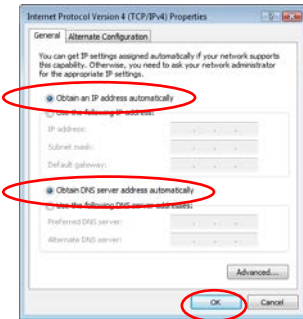 Internet Protocol Version 4 (TCP/IPv4) Properties
General
Alternate Configuration
You can get IP settings assigned automatically if your network supports
this capability. Otherwise, you need to ask your network administrator
for the appropriate IP settings.
Obtain an IP address automatically
Use the following IP address:
IP address:
Subnet mask:
Default gateway:
Obtain DNS server address automatically
Use the following DNS server addresses:
Preferred DNS server:
Alternate DNS server:
Advanced...
OK
Cancel